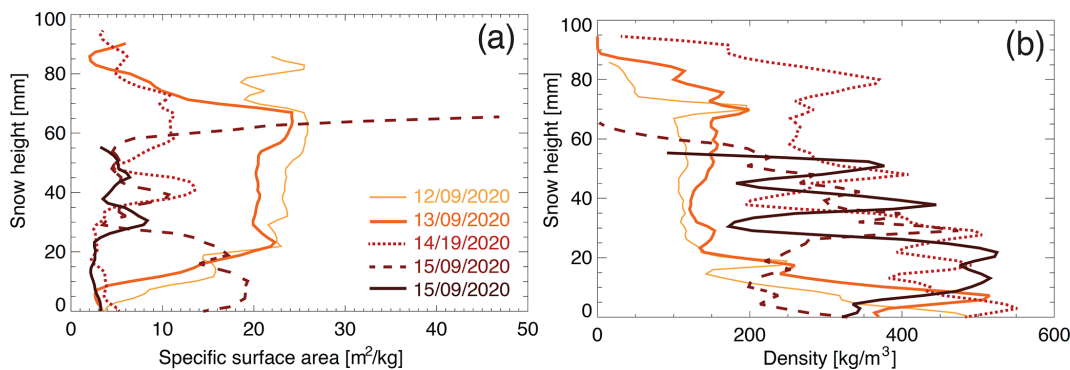 (a)
Snow height [mm]
100
80
60
40
20
0
12/09/2020
13/09/2020
14/19/2020
15/09/2020
15/09/2020
0 10 20 30 40 50
Specific surface area [m²/kg]
(b)
Snow height [mm]
100
80
60
40
20
0
0 200 400 600
Density [kg/m³]